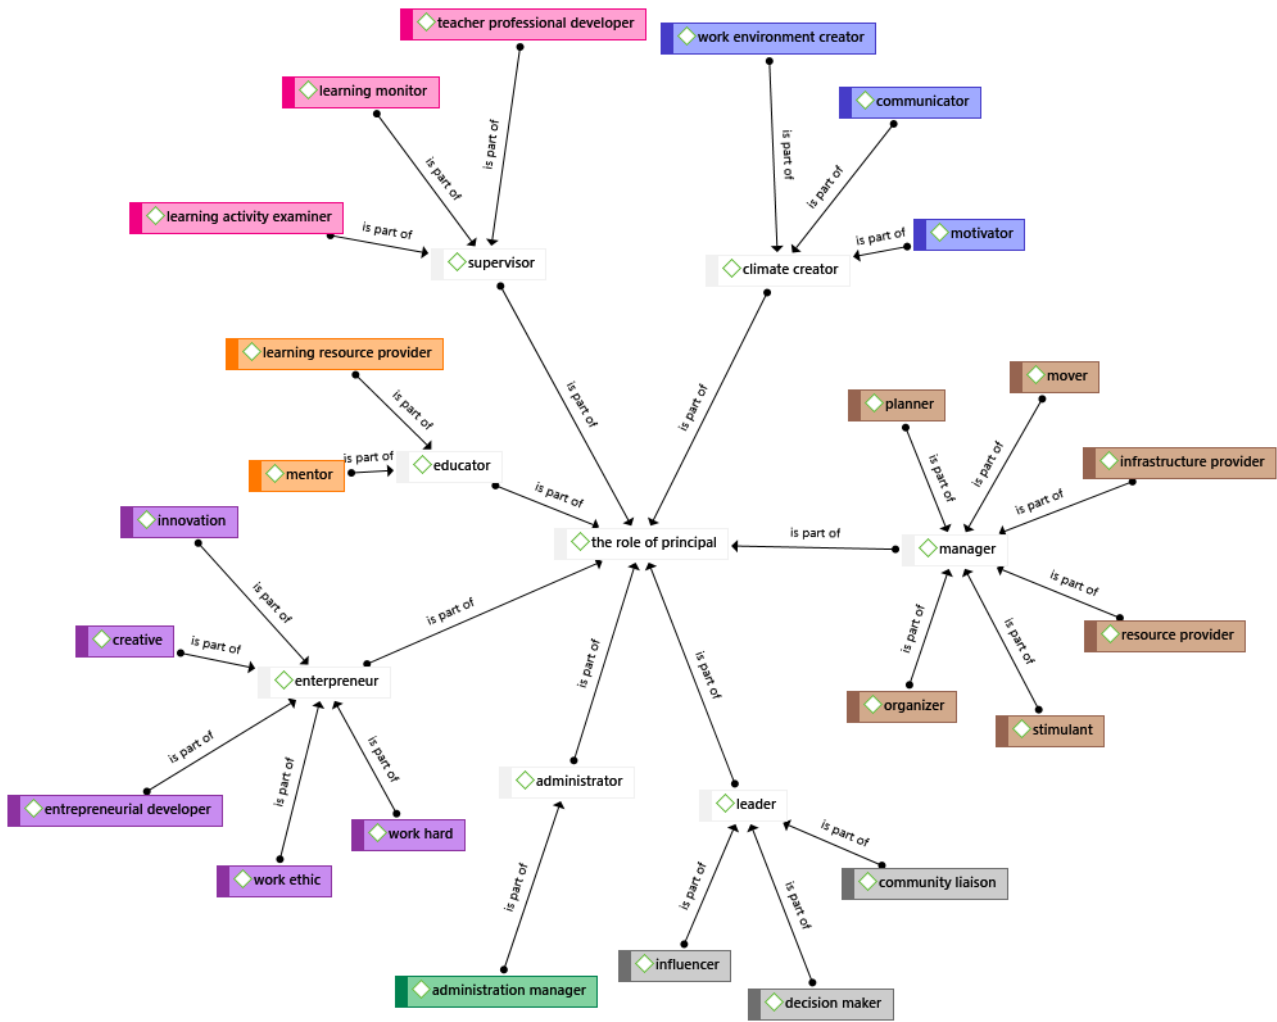 teacher professional developer
work environment creator
learning monitor
communicator
is part of
is part of
is part of
is part of
learning activity examiner
is part of
motivator
is part of
supervisor
climate creator
learning resource provider
is part of
is part of
is part of
mover
planner
is part of
mentor
educator
is part of
is part of
is part of
infrastructure provider
is part of
innovation
the role of principal
is part of
manager
is part of
is part of
is part of
creative
is part of
enterpreneur
is part of
is part of
is part of
is part of
resource provider
organizer
stimulant
is part of
is part of
is part of
administrator
leader
entrepreneurial developer
work hard
work ethic
is part of
is part of
is part of
is part of
community liaison
influencer
administration manager
decision maker